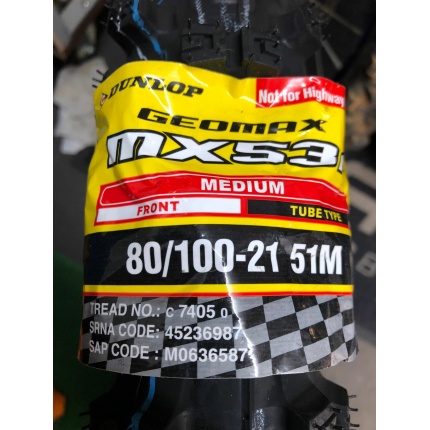 DUNLOP
Not for Highway
GEOMAX
MX53
MEDIUM
FRONT
TUBE TYPE
80/100-21 51M
TREAD NO.: C 7405 0
SRNA CODE: 45236987
SAP CODE : M0636587